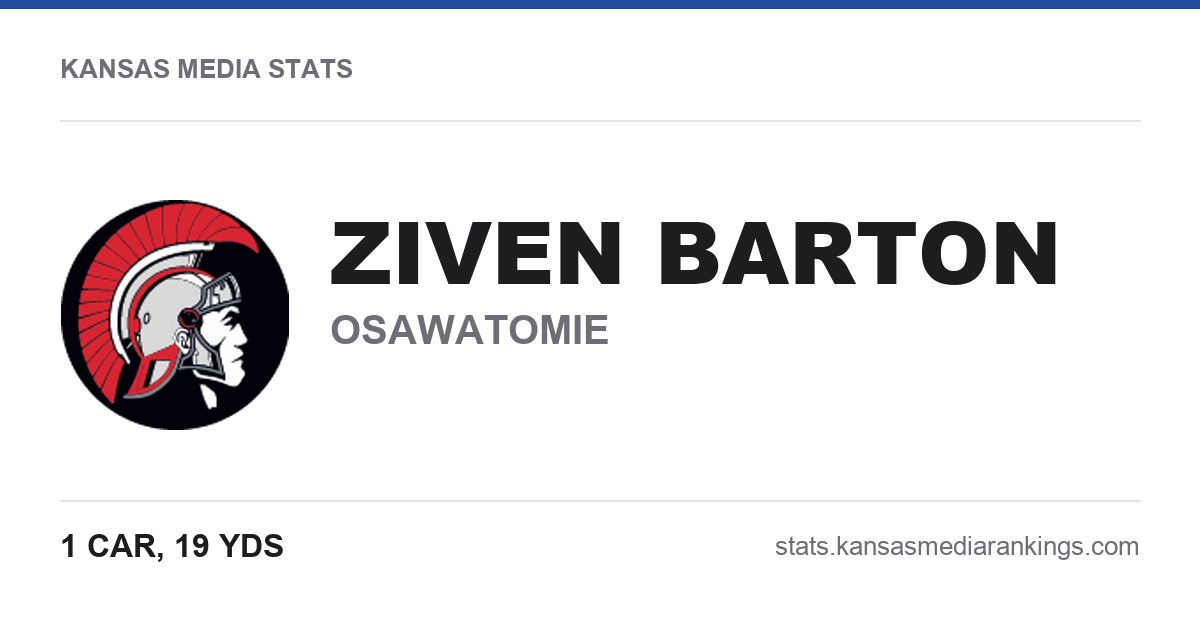 KANSAS MEDIA STATS
ZIVEN BARTON
OSAWATOMIE
1 CAR, 19 YDS
stats.kansasmediarankings.com